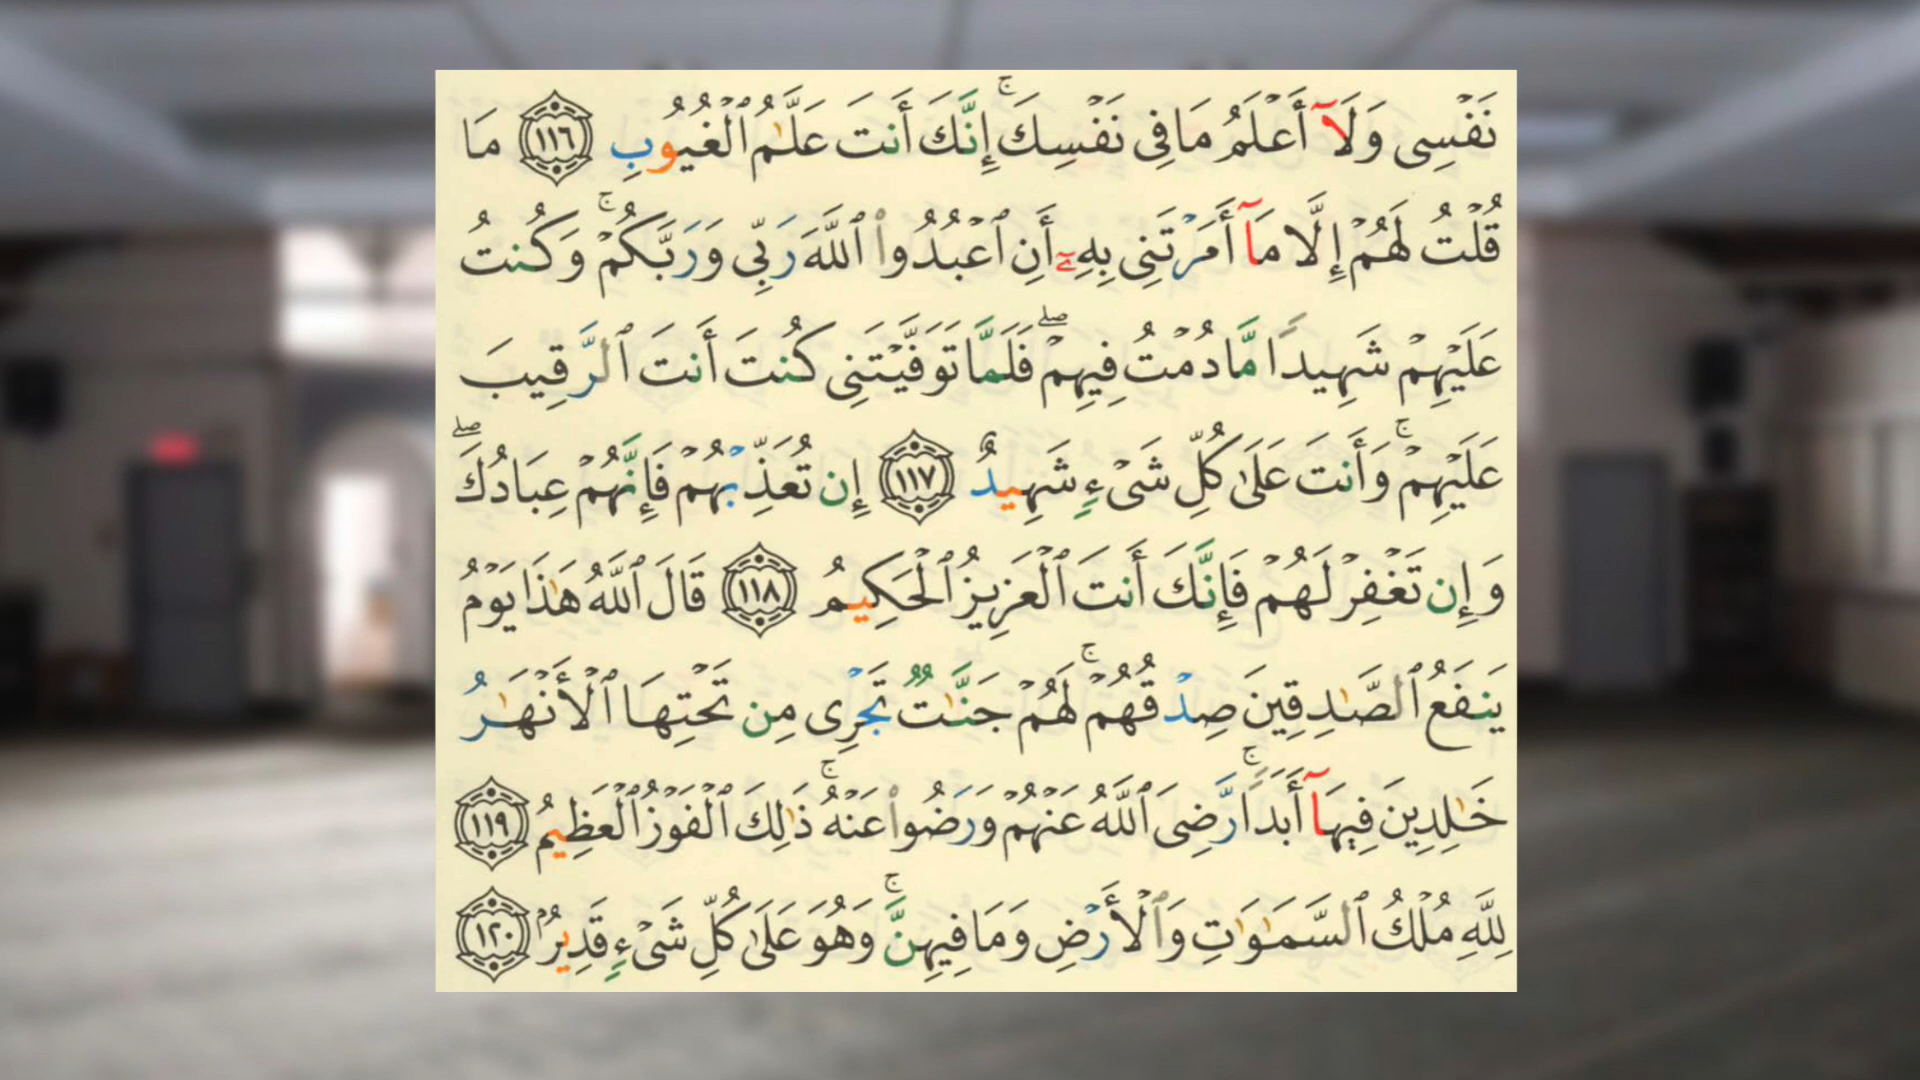 نَفْسِى وَلَآ أَعْلَمُ مَا فِى نَفْسِكَ ۚ إِنَّكَ أَنتَ عَلَّٰمُ ٱلْغُيُوبِ ١١٦ مَا
قُلْتُ لَهُمْ إِلَّا مَآ أَمَرْتَنِى بِهِۦٓ أَنِ ٱعْبُدُوا۟ ٱللَّهَ رَبِّى وَرَبَّكُمْ ۚ وَكُنتُ
عَلَيْهِمْ شَهِيدًا مَّا دُمْتُ فِيهِمْ ۖ فَلَمَّا تَوَفَّيْتَنِى كُنتَ أَنتَ ٱلرَّقِيبَ
عَلَيْهِمْ ۚ وَأَنتَ عَلَىٰ كُلِّ شَىْءٍ شَهِيدٌ ١١٧ إِن تُعَذِّبْهُمْ فَإِنَّهُمْ عِبَادُكَ ۖ
وَإِن تَغْفِرْ لَهُمْ فَإِنَّكَ أَنتَ ٱلْعَزِيزُ ٱلْحَكِيمُ ١١٨ قَالَ ٱللَّهُ هَٰذَا يَوْمُ
يَنفَعُ ٱلصَّٰدِقِينَ صِدْقُهُمْ ۚ لَهُمْ جَنَّٰتٌ تَجْرِى مِن تَحْتِهَا ٱلْأَنْهَٰرُ
خَٰلِدِينَ فِيهَآ أَبَدًا ۚ رَّضِىَ ٱللَّهُ عَنْهُمْ وَرَضُوا۟ عَنْهُ ۚ ذَٰلِكَ ٱلْفَوْزُ ٱلْعَظِيمُ ١١٩
لِلَّهِ مُلْكُ ٱلسَّمَٰوَٰتِ وَٱلْأَرْضِ وَمَا فِيهِنَّ ۚ وَهُوَ عَلَىٰ كُلِّ شَىْءٍ قَدِيرٌۢ ١٢٠